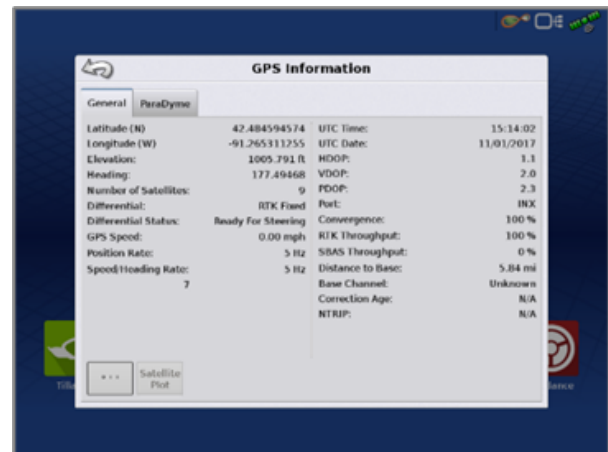 GPS Information
General
ParaDyme
Latitude (N) 42.484594574
Longitude (W) -91.265311255
Elevation: 1005.791 ft
Heading: 177.49468
Number of Satellites: 9
Differential: RTK Fixed
Differential Status: Ready For Steering
GPS Speed: 0.00 mph
Position Rate: 5 Hz
Speed/Heading Rate: 5 Hz
7
UTC Time: 15:14:02
UTC Date: 11/01/2017
HDOP: 1.1
VDOP: 2.0
PDOP: 2.3
Port: INX
Convergence: 100 %
RTK Throughput: 100 %
SBAS Throughput: 0 %
Distance to Base: 5.84 mi
Base Channel: Unknown
Correction Age: N/A
NTRIP: N/A
...
Satellite
Plot